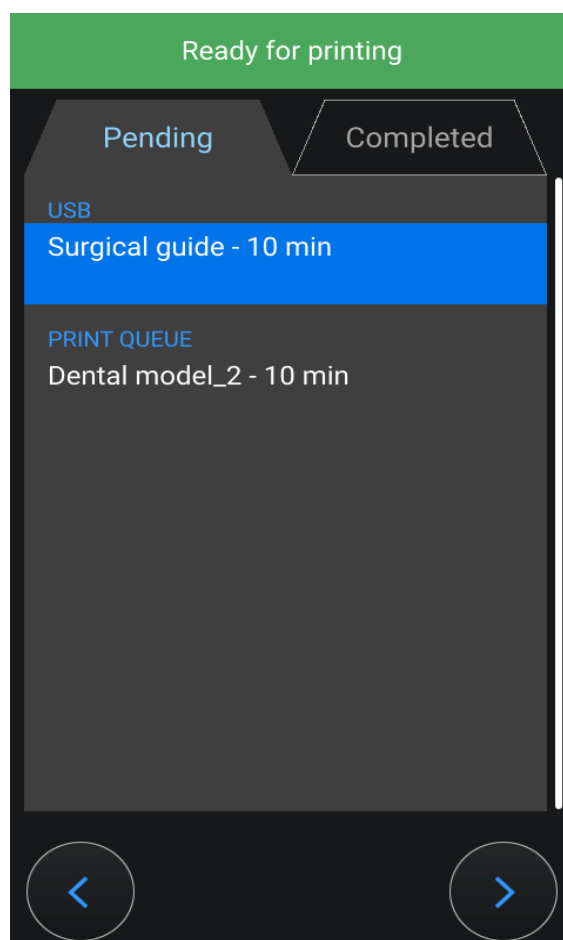 Ready for printing
Pending
Completed
USB
Surgical guide - 10 min
PRINT QUEUE
Dental model_2 - 10 min